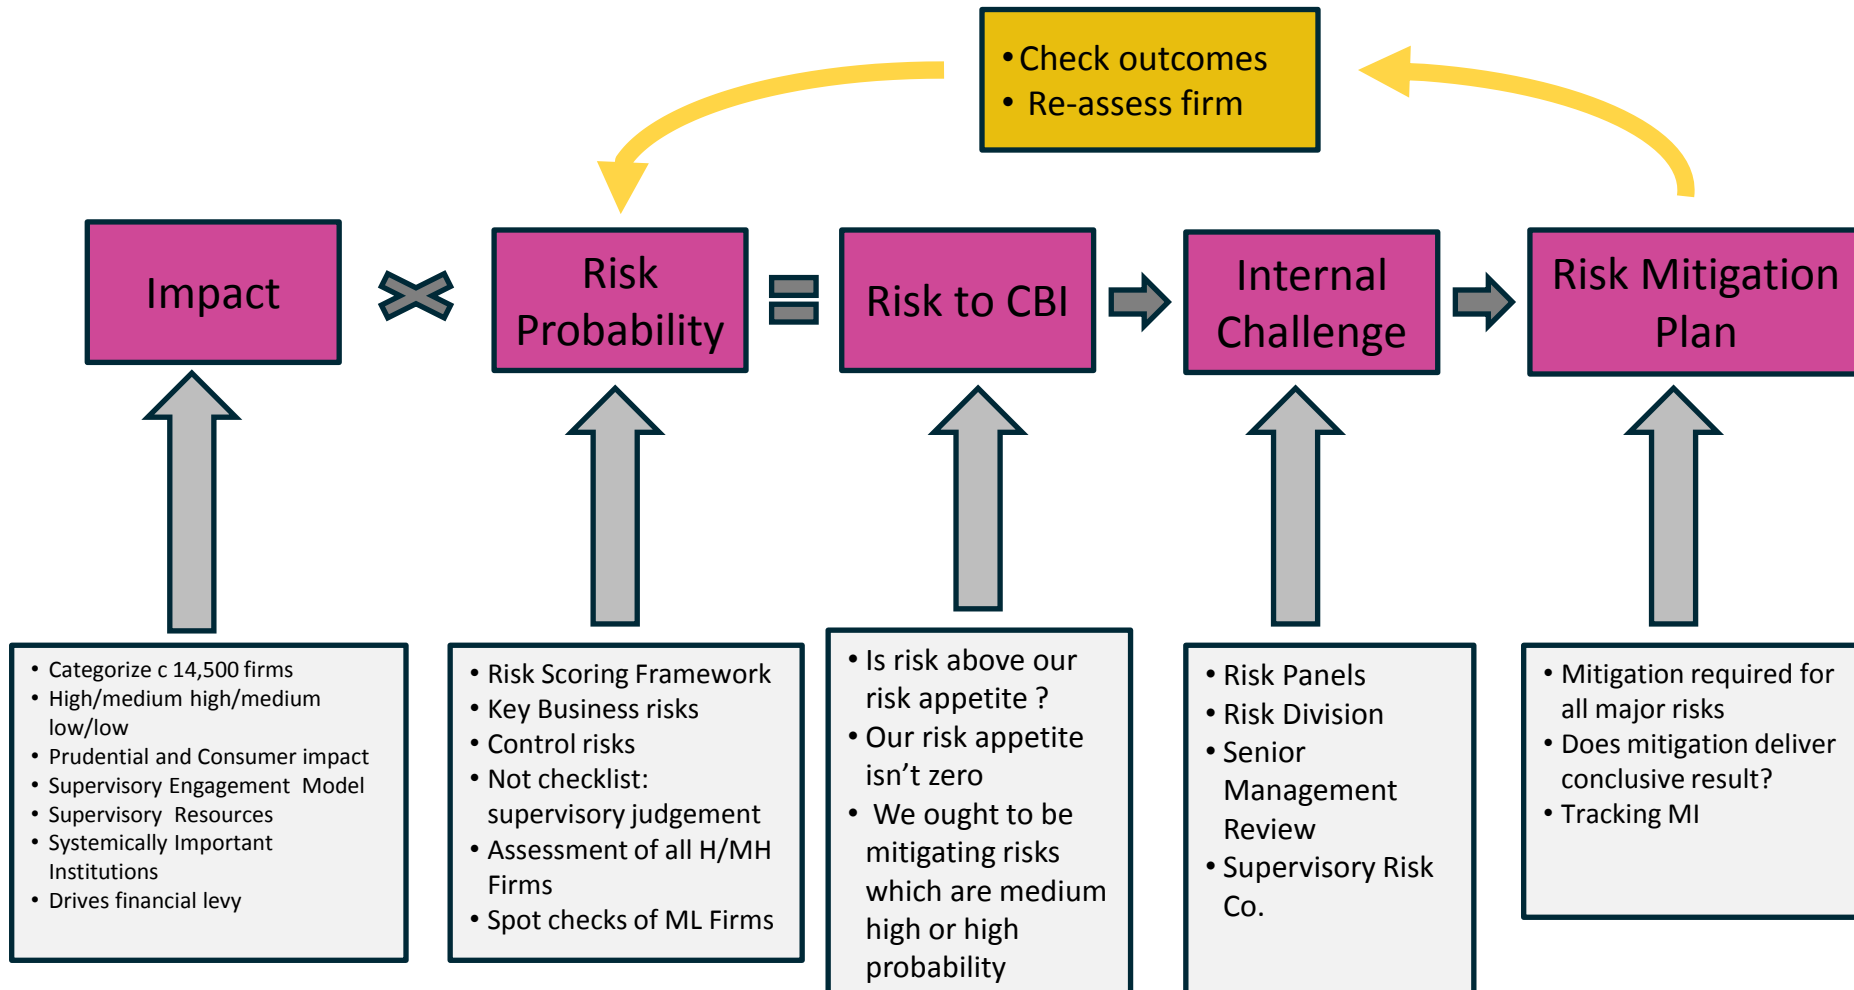 • Check outcomes
• Re-assess firm
Impact
Risk
Probability
Risk to CBI
Internal
Challenge
Risk Mitigation
Plan
• Categorize c 14,500 firms
• High/medium high/medium
low/low
• Prudential and Consumer impact
• Supervisory Engagement Model
• Supervisory Resources
• Systemically Important
Institutions
• Drives financial levy
• Risk Scoring Framework
• Key Business risks
• Control risks
• Not checklist:
supervisory judgement
• Assessment of all H/MH
Firms
• Spot checks of ML Firms
• Is risk above our
risk appetite ?
• Our risk appetite
isn’t zero
• We ought to be
mitigating risks
which are medium
high or high
probability
• Risk Panels
• Risk Division
• Senior
Management
Review
• Supervisory Risk
Co.
• Mitigation required for
all major risks
• Does mitigation deliver
conclusive result?
• Tracking MI